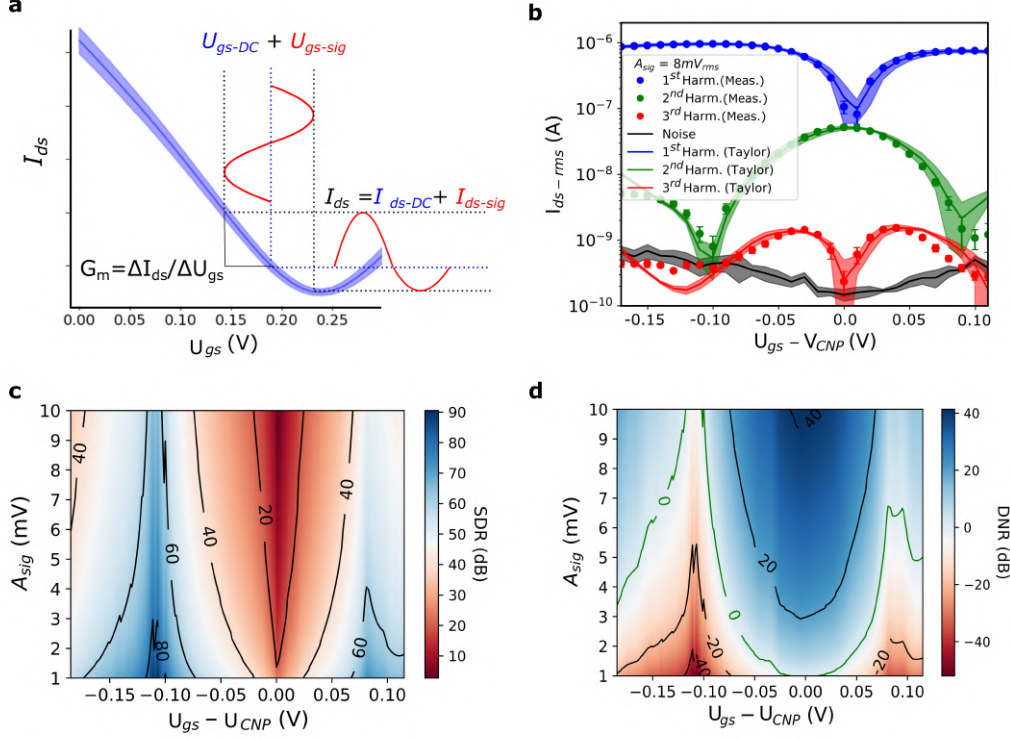 a
U_gs-DC + U_gs-sig
I_ds
I_ds = I_ds-DC + I_ds-sig
G_m=ΔI_ds/ΔU_gs
0.00 0.05 0.10 0.15 0.20 0.25
U_gs (V)
b
10^-6
10^-7
10^-8
10^-9
10^-10
I_ds-rms (A)
A_sig = 8mV_rms
1^st Harm.(Meas.)
2^nd Harm.(Meas.)
3^rd Harm.(Meas.)
Noise
1^st Harm. (Taylor)
2^nd Harm. (Taylor)
3^rd Harm. (Taylor)
-0.15 -0.10 -0.05 0.00 0.05 0.10
U_gs − V_CNP (V)
c
10
9
8
7
6
5
4
3
2
1
A_sig (mV)
40
60
80
40
20
40
60
−0.15 −0.10 −0.05 0.00 0.05 0.10
U_gs − U_CNP (V)
90
80
70
60
50
40
30
20
10
SDR (dB)
d
10
9
8
7
6
5
4
3
2
1
A_sig (mV)
40
0
20
0
-20
-40
-20
−0.15 −0.10 −0.05 0.00 0.05 0.10
U_gs − U_CNP (V)
40
20
0
−20
−40
DNR (dB)